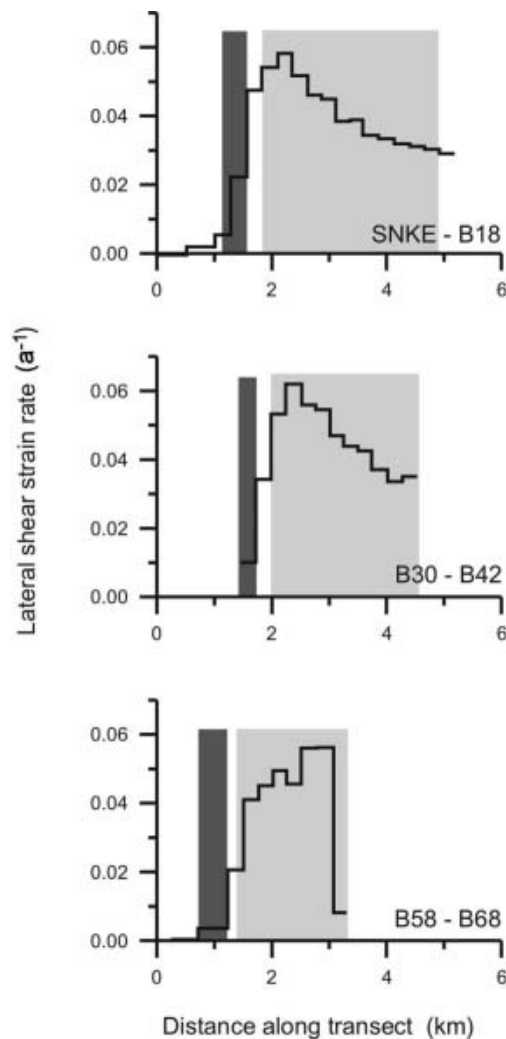 0.06
0.04
0.02
0.00
SNKE - B18
0 2 4 6
Lateral shear strain rate (a⁻¹)
0.06
0.04
0.02
0.00
B30 - B42
0 2 4 6
0.06
0.04
0.02
0.00
B58 - B68
0 2 4 6
Distance along transect (km)